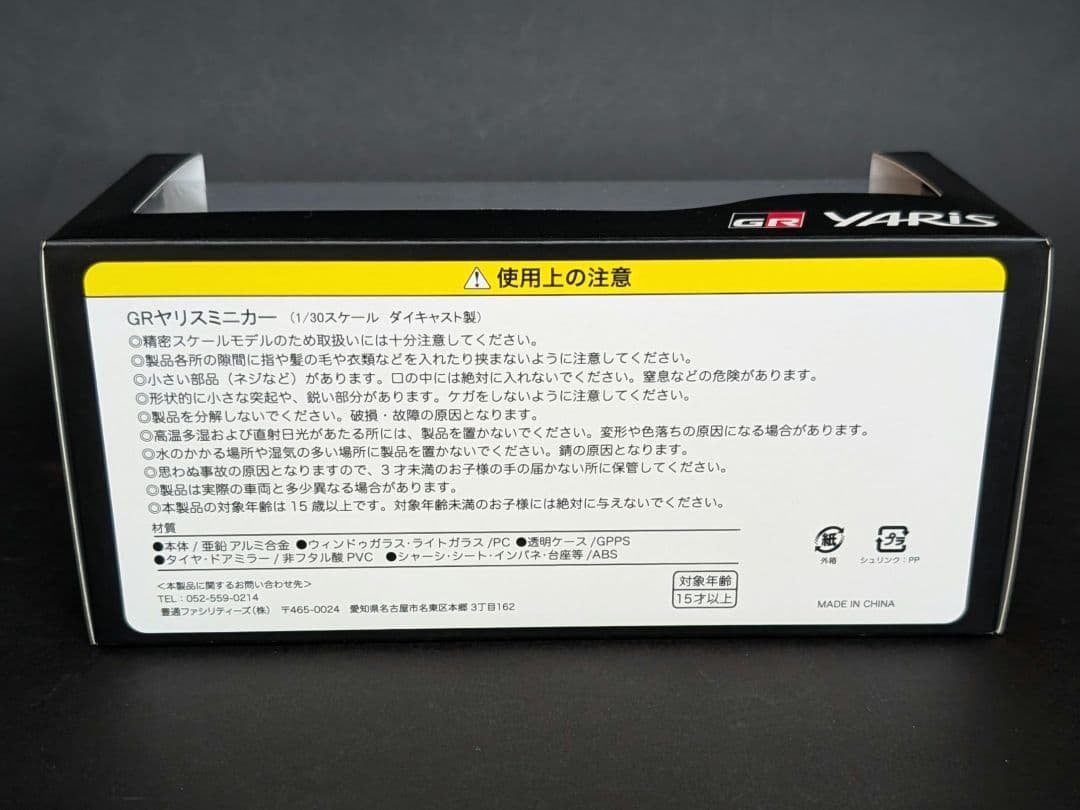 GR YARiS
使用上の注意
GRヤリスミニカー (1/30スケール ダイキャスト製)
◎精密スケールモデルのため取扱いには十分注意してください。
◎製品各所の隙間に指や髪の毛や衣類などを入れたり挟まないように注意してください。
◎小さい部品（ネジなど）があります。口の中には絶対に入れないでください。窒息などの危険があります。
◎形状的に小さな突起や、鋭い部分があります。ケガをしないように注意してください。
◎製品を分解しないでください。破損・故障の原因となります。
◎高温多湿および直射日光があたる所には、製品を置かないでください。変形や色落ちの原因になる場合があります。
◎水のかかる場所や湿気の多い場所に製品を置かないでください。錆の原因となります。
◎思わぬ事故の原因となりますので、3才未満のお子様の手の届かない所に保管してください。
◎製品は実際の車両と多少異なる場合があります。
◎本製品の対象年齢は15歳以上です。対象年齢未満のお子様には絶対に与えないでください。
材質
●本体/亜鉛アルミ合金 ●ウィンドゥガラス･ライトガラス/PC ●透明ケース/GPPS
●タイヤ･ドアミラー/非フタル酸PVC ●シャーシ･シート･インパネ･台座等/ABS
紙 外箱
プラ シュリンク：PP
<本製品に関するお問い合わせ先>
TEL：052-559-0214
豊通ファシリティーズ(株) 〒465-0024 愛知県名古屋市名東区本郷3丁目162
対象年齢
15才以上
MADE IN CHINA